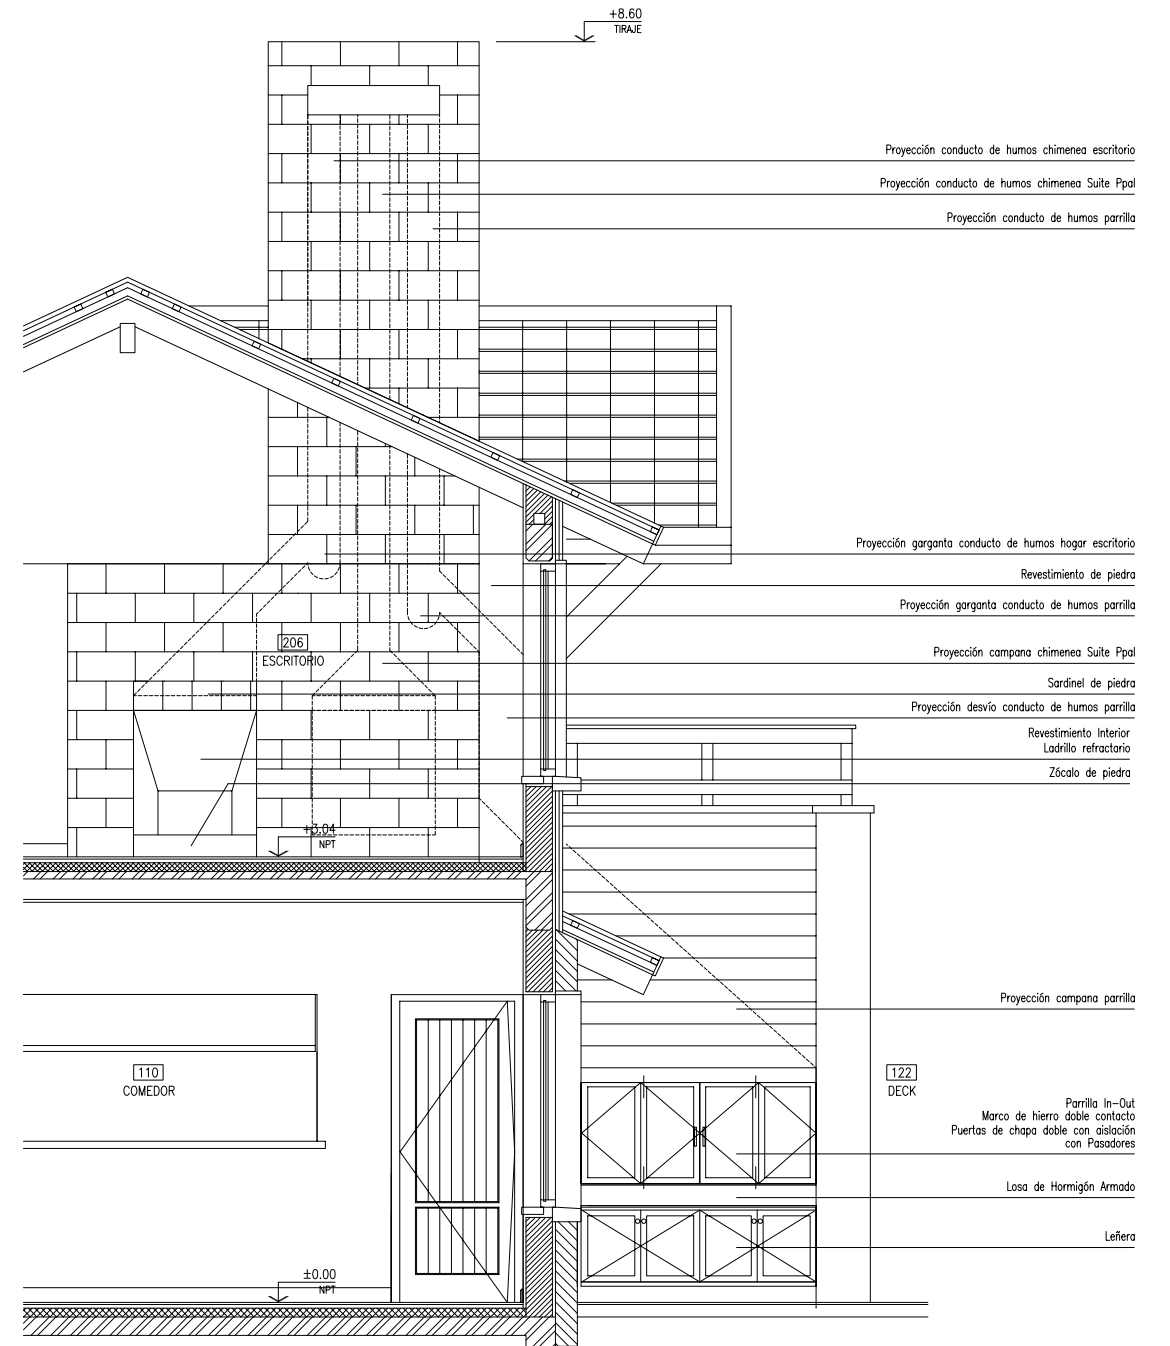 +8.60
TIRAJE
Proyección conducto de humos chimenea escritorio
Proyección conducto de humos chimenea Suite Ppal
Proyección conducto de humos parrilla
Proyección garganta conducto de humos hogar escritorio
Revestimiento de piedra
Proyección garganta conducto de humos parrilla
206
ESCRITORIO
Proyección campana chimenea Suite Ppal
Sardinel de piedra
Proyección desvío conducto de humos parrilla
Revestimiento Interior
Ladrillo refractario
Zócalo de piedra
+3.04
NPT
Proyección campana parrilla
110
COMEDOR
122
DECK
Parrilla In-Out
Marco de hierro doble contacto
Puertas de chapa doble con aislación
con Pasadores
Losa de Hormigón Armado
Leñera
±0.00
NPT